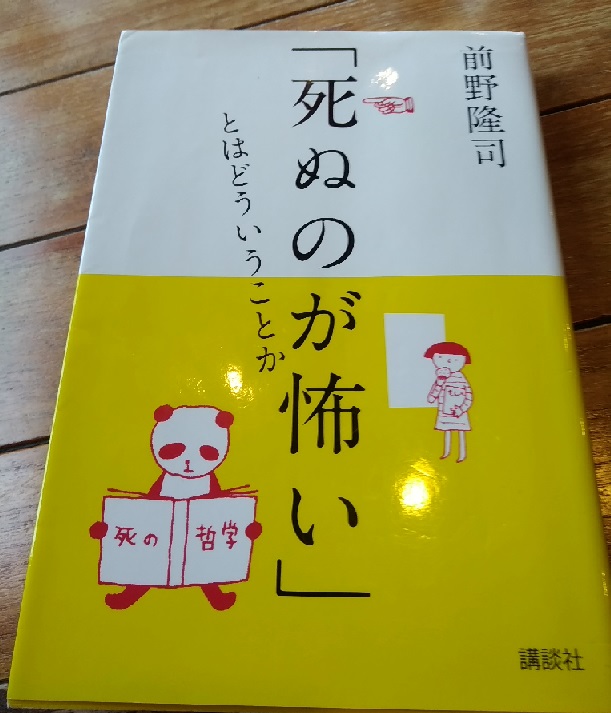 前野隆司
「死ぬのが怖い」
とはどういうことか
死の
哲学
講談社